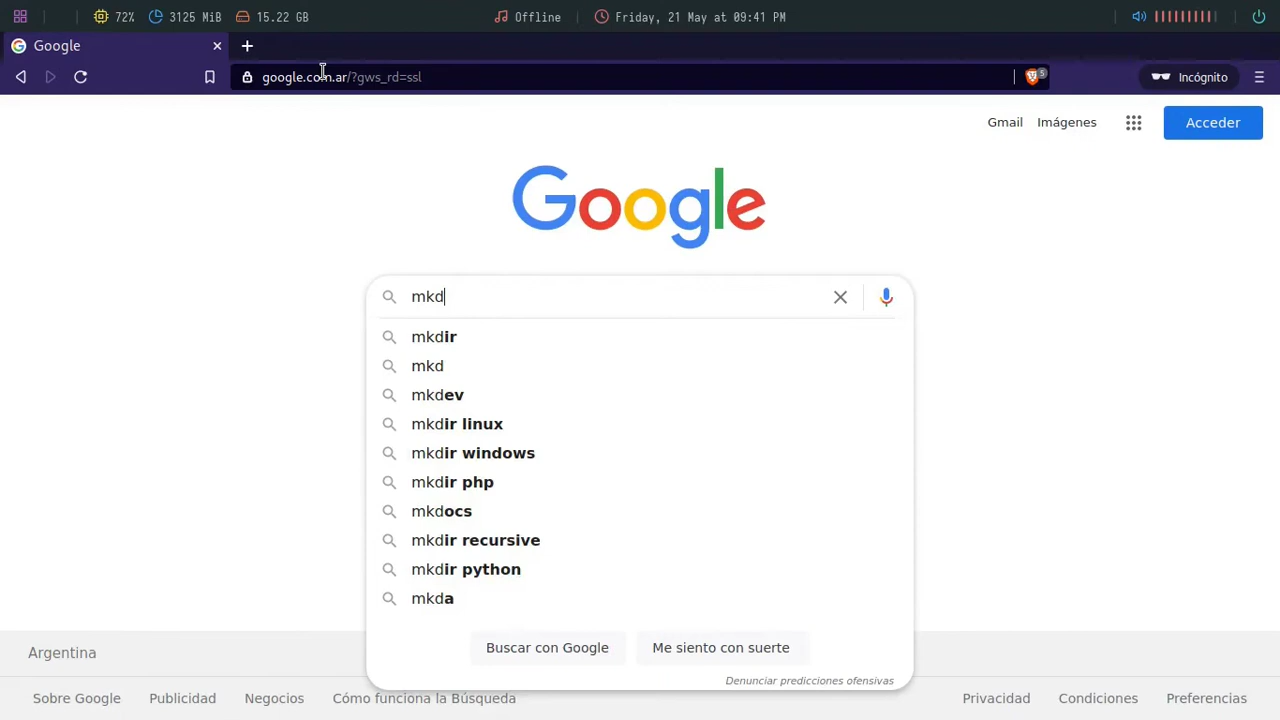 72% 3125 MiB 15.22 GB Offline Friday, 21 May at 09:41 PM
Google
google.com.ar/?gws_rd=ssl 5 Incógnito
Gmail Imágenes Acceder
Google
mkd
mkdir
mkd
mkdev
mkdir linux
mkdir windows
mkdir php
mkdocs
mkdir recursive
mkdir python
mkda
Buscar con Google Me siento con suerte
Denunciar predicciones ofensivas
Argentina
Sobre Google Publicidad Negocios Cómo funciona la Búsqueda Privacidad Condiciones Preferencias